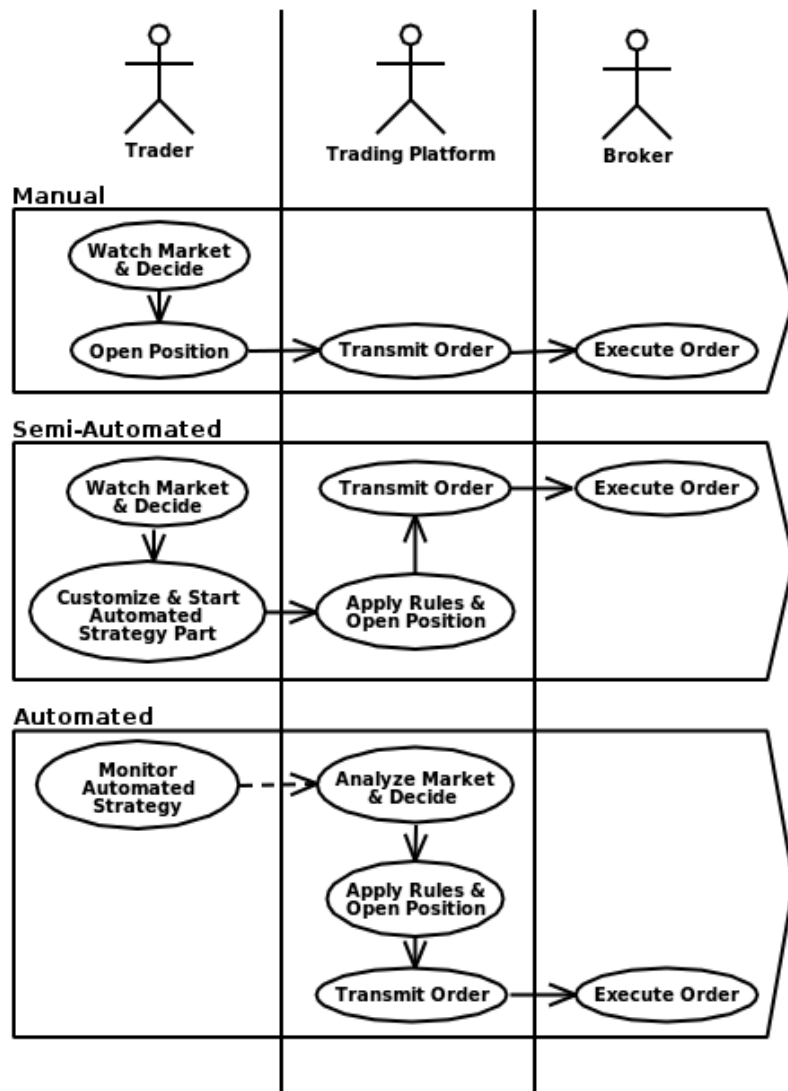 Trader
Trading Platform
Broker
Manual
Watch Market
& Decide
Open Position
Transmit Order
Execute Order
Semi-Automated
Watch Market
& Decide
Transmit Order
Execute Order
Customize & Start
Automated
Strategy Part
Apply Rules &
Open Position
Automated
Monitor
Automated
Strategy
Analyze Market
& Decide
Apply Rules &
Open Position
Transmit Order
Execute Order